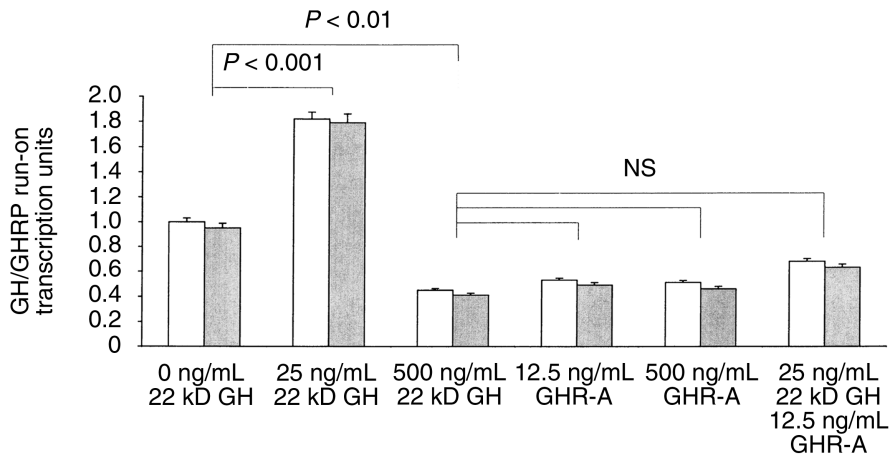 P < 0.01
P < 0.001
GH/GHRP run-on
transcription units
2.0
1.8
1.6
1.4
1.2
1.0
0.8
0.6
0.4
0.2
0
NS
0 ng/mL
22 kD GH
25 ng/mL
22 kD GH
500 ng/mL
22 kD GH
12.5 ng/mL
GHR-A
500 ng/mL
GHR-A
25 ng/mL
22 kD GH
12.5 ng/mL
GHR-A